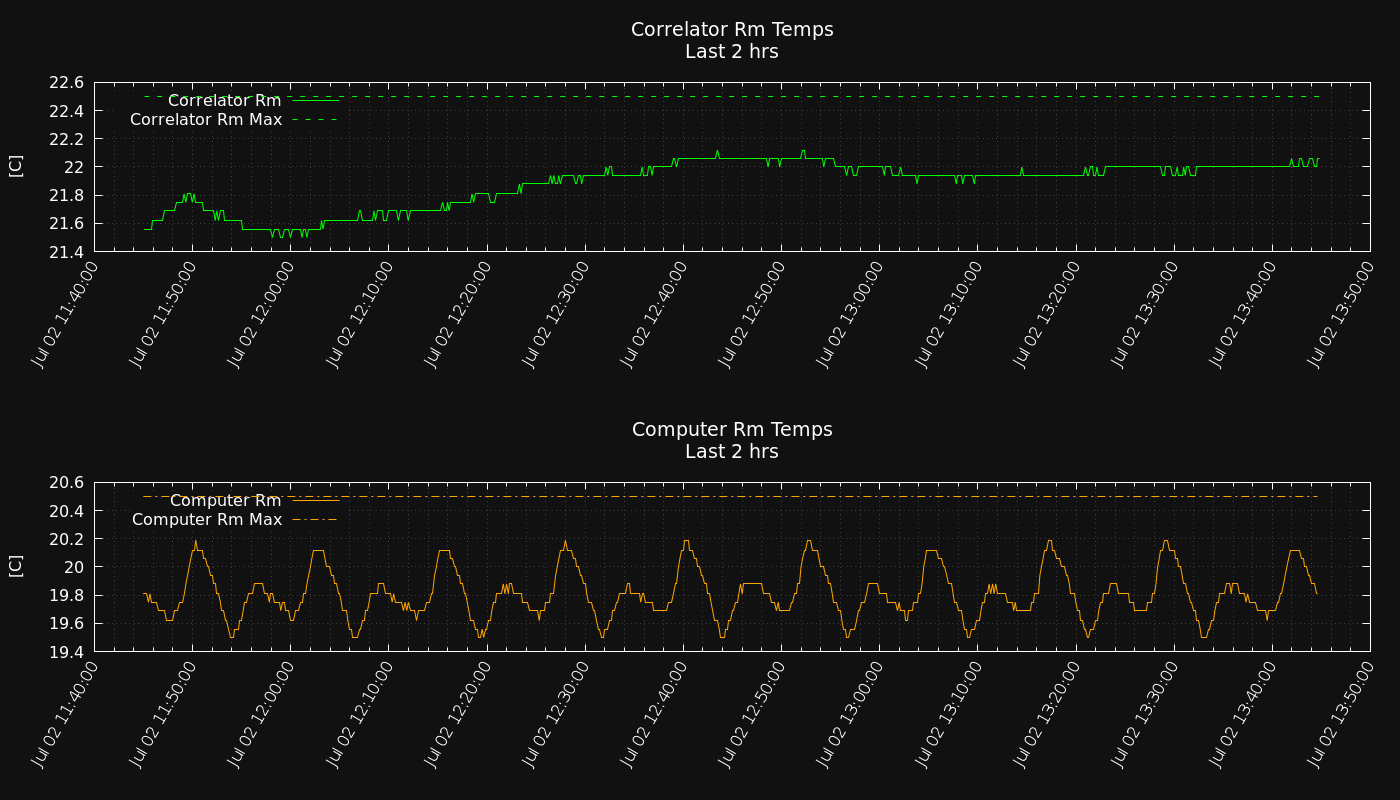 Correlator Rm Temps
Last 2 hrs
22.6
22.4
22.2
22
21.8
21.6
21.4
[C]
Correlator Rm
Correlator Rm Max
Jul 02 11:40:00
Jul 02 11:50:00
Jul 02 12:00:00
Jul 02 12:10:00
Jul 02 12:20:00
Jul 02 12:30:00
Jul 02 12:40:00
Jul 02 12:50:00
Jul 02 13:00:00
Jul 02 13:10:00
Jul 02 13:20:00
Jul 02 13:30:00
Jul 02 13:40:00
Jul 02 13:50:00
Computer Rm Temps
Last 2 hrs
20.6
20.4
20.2
20
19.8
19.6
19.4
[C]
Computer Rm
Computer Rm Max
Jul 02 11:40:00
Jul 02 11:50:00
Jul 02 12:00:00
Jul 02 12:10:00
Jul 02 12:20:00
Jul 02 12:30:00
Jul 02 12:40:00
Jul 02 12:50:00
Jul 02 13:00:00
Jul 02 13:10:00
Jul 02 13:20:00
Jul 02 13:30:00
Jul 02 13:40:00
Jul 02 13:50:00